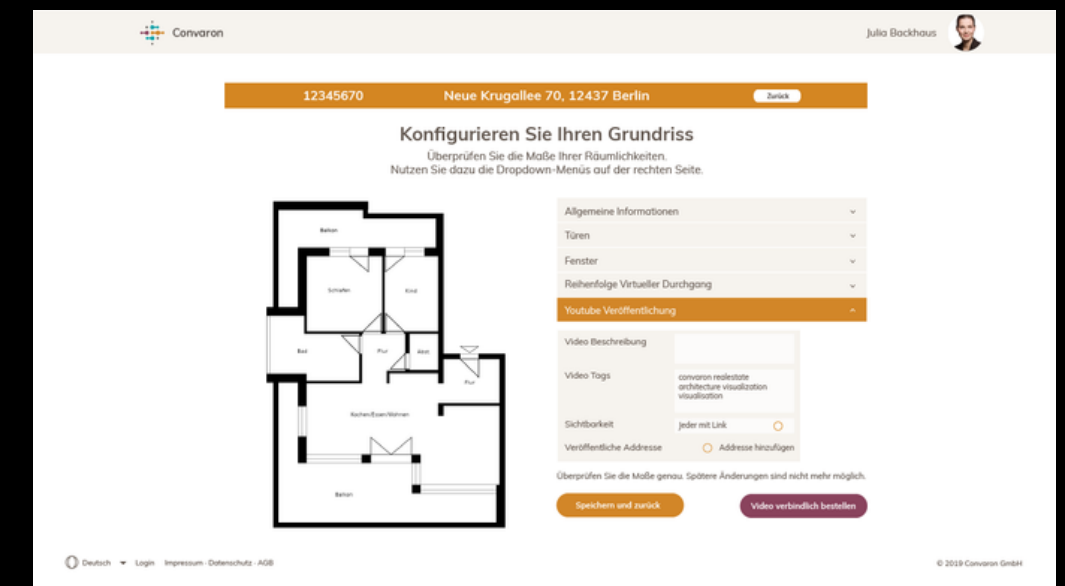 Convaron
Julia Backhaus
12345670 Neue Krugallee 70, 12437 Berlin Zurück
Konfigurieren Sie Ihren Grundriss
Überprüfen Sie die Maße Ihrer Räumlichkeiten.
Nutzen Sie dazu die Dropdown-Menüs auf der rechten Seite.
Balkon
Schlafen
Kind
Bad
Flur
Abst
Flur
Kochen/Essen/Wohnen
Balkon
Allgemeine Informationen
Türen
Fenster
Reihenfolge Virtueller Durchgang
Youtube Veröffentlichung
Video Beschreibung
Video Tags
convaron realestate
architecture visualization
visualisation
Sichtbarkeit
Jeder mit Link
Veröffentliche Addresse
Addresse hinzufügen
Überprüfen Sie die Maße genau. Spätere Änderungen sind nicht mehr möglich.
Speichern und zurück
Video verbindlich bestellen
Deutsch Login Impressum - Datenschutz - AGB
© 2019 Convaron GmbH